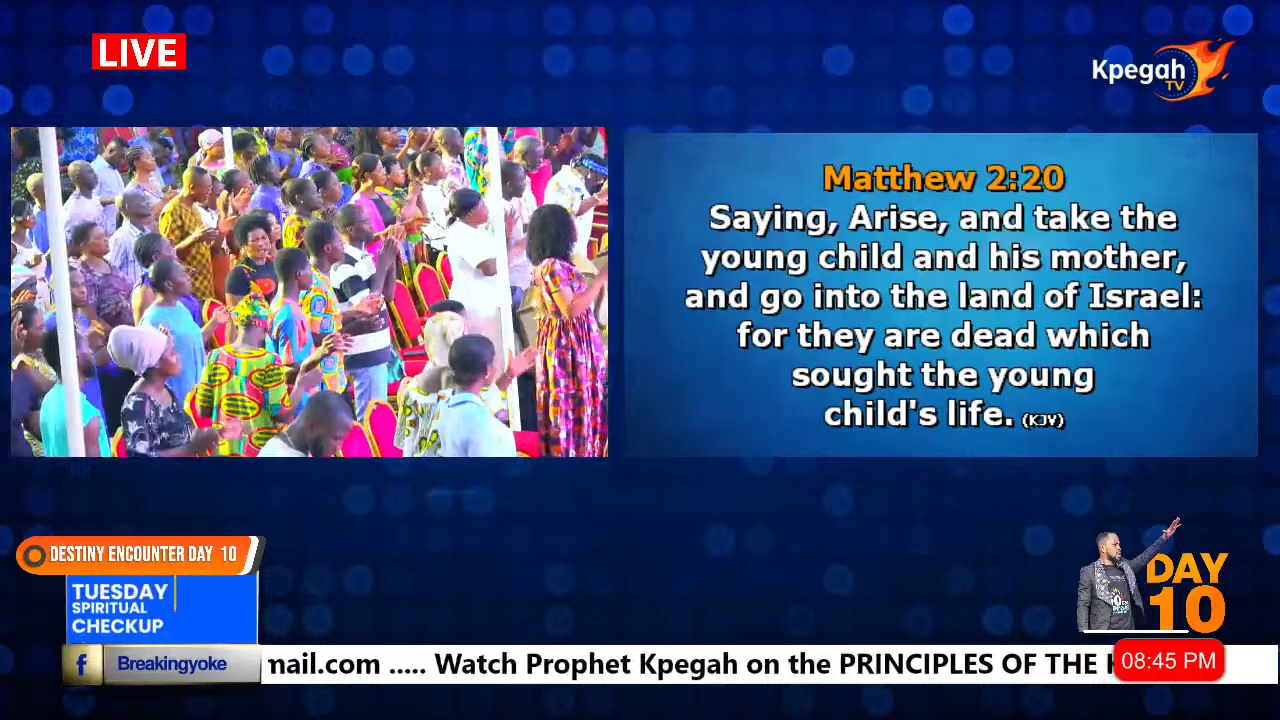 LIVE
Kpegah
TV
Matthew 2:20
Saying, Arise, and take the
young child and his mother,
and go into the land of Israel:
for they are dead which
sought the young
child's life. (KJV)
DESTINY ENCOUNTER DAY 10
TUESDAY
SPIRITUAL
CHECKUP
DAY
10
f Breakingyoke
mail.com ..... Watch Prophet Kpegah on the PRINCIPLES OF THE
08:45 PM